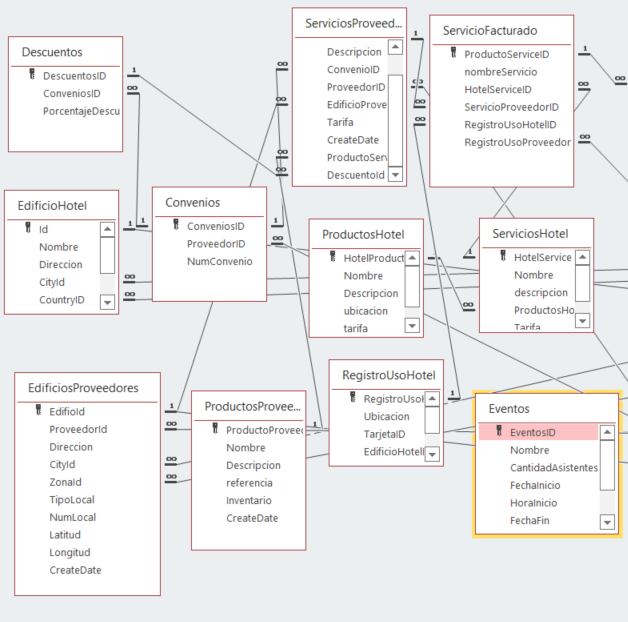 Descuentos
DescuentosID
ConveniosID
PorcentajeDescu
ServiciosProveed...
Descripcion
ConvenioID
ProveedorID
EdificioProve
Tarifa
CreateDate
ProductoServ
DescuentoId
ServicioFacturado
ProductoServiceID
nombreServicio
HotelServiceID
ServicioProveedorID
RegistroUsoHotelID
RegistroUsoProveedor
EdificioHotel
Id
Nombre
Direccion
CityId
CountryID
Convenios
ConveniosID
ProveedorID
NumConvenio
ProductosHotel
HotelProduct
Nombre
Descripcion
ubicacion
tarifa
ServiciosHotel
HotelService
Nombre
descripcion
ProductosHo
Tarifa
EdificiosProveedores
EdifioId
ProveedorId
Direccion
CityId
ZonaId
TipoLocal
NumLocal
Latitud
Longitud
CreateDate
ProductosProvee...
ProductoProveed
Nombre
Descripcion
referencia
Inventario
CreateDate
RegistroUsoHotel
RegistroUsoH
Ubicacion
TarjetaID
EdificioHotelI
Eventos
EventosID
Nombre
CantidadAsistentes
FechaInicio
HoraInicio
FechaFin